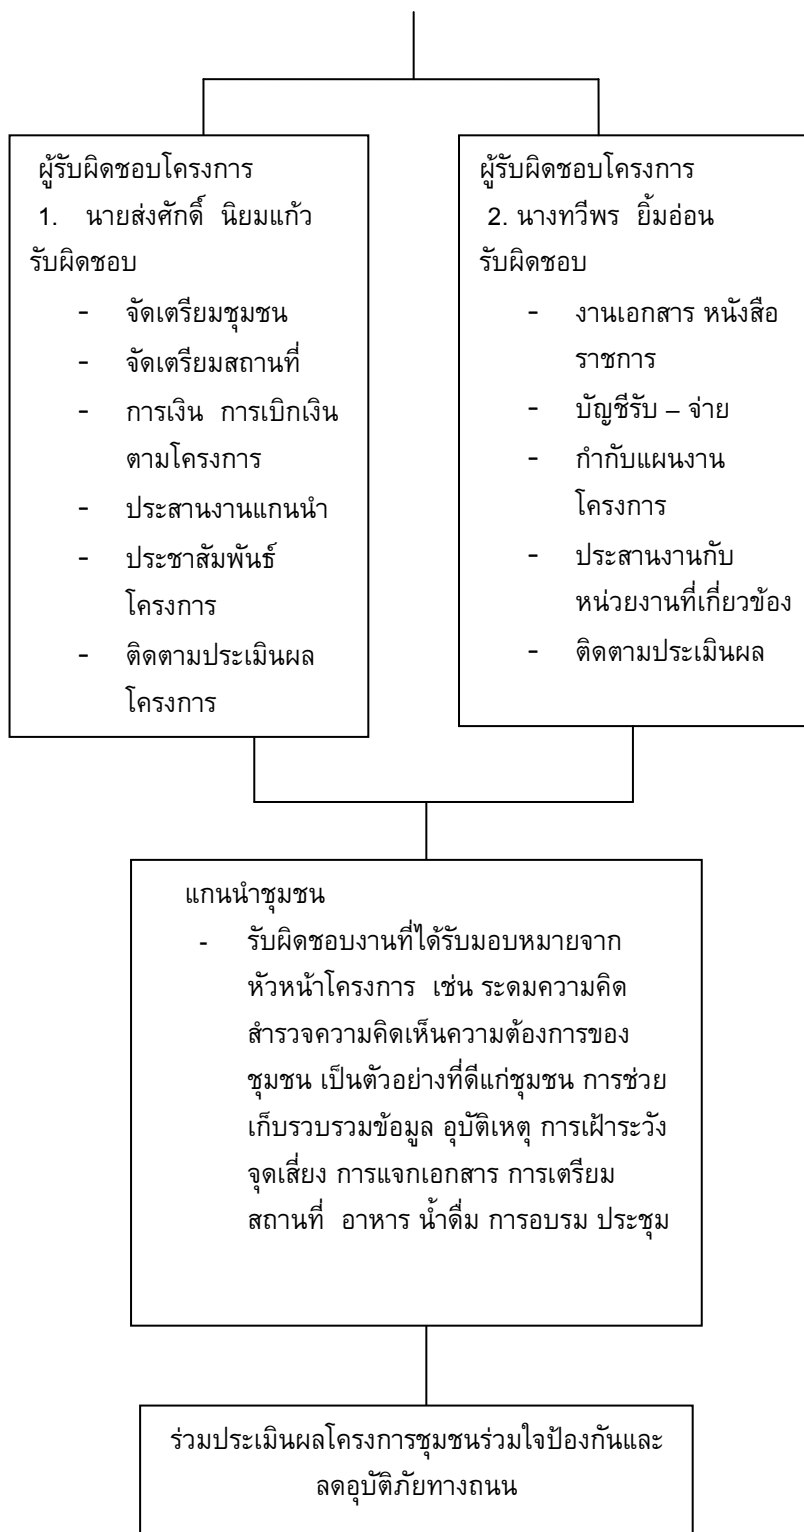 ผู้รับผิดชอบโครงการ
1. นายส่งศักดิ์ นิยมแก้ว
รับผิดชอบ
- จัดเตรียมชุมชน
- จัดเตรียมสถานที่
- การเงิน การเบิกเงิน
ตามโครงการ
- ประสานงานแกนนำ
- ประชาสัมพันธ์
โครงการ
- ติดตามประเมินผล
โครงการ
ผู้รับผิดชอบโครงการ
2. นางทวีพร ยิ้มอ่อน
รับผิดชอบ
- งานเอกสาร หนังสือ
ราชการ
- บัญชีรับ – จ่าย
- กำกับแผนงาน
โครงการ
- ประสานงานกับ
หน่วยงานที่เกี่ยวข้อง
- ติดตามประเมินผล
แกนนำชุมชน
- รับผิดชอบงานที่ได้รับมอบหมายจาก
หัวหน้าโครงการ เช่น ระดมความคิด
สำรวจความคิดเห็นความต้องการของ
ชุมชน เป็นตัวอย่างที่ดีแก่ชุมชน การช่วย
เก็บรวบรวมข้อมูล อุบัติเหตุ การเฝ้าระวัง
จุดเสี่ยง การแจกเอกสาร การเตรียม
สถานที่ อาหาร น้ำดื่ม การอบรม ประชุม
ร่วมประเมินผลโครงการชุมชนร่วมใจป้องกันและ
ลดอุบัติภัยทางถนน